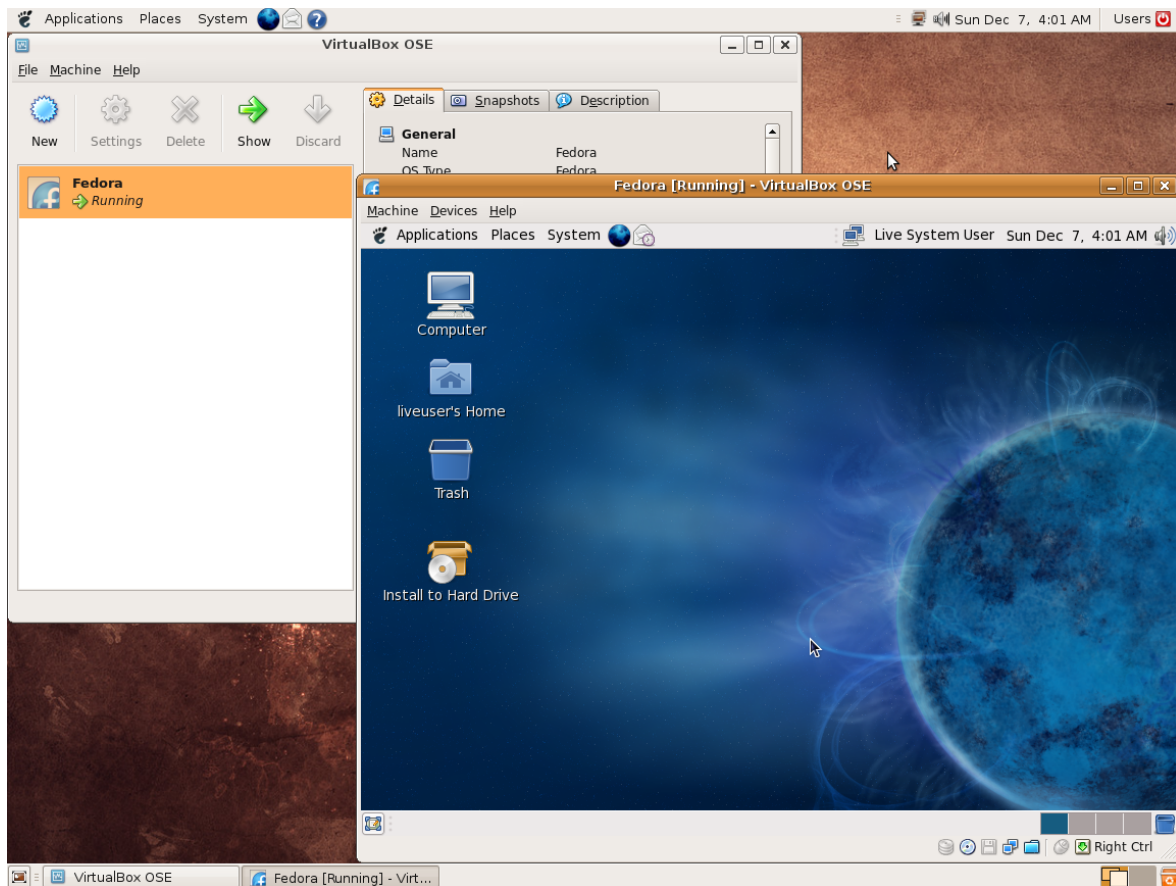 Applications Places System Sun Dec 7, 4:01 AM Users
VirtualBox OSE
File Machine Help
New Settings Delete Show Discard
Details Snapshots Description
General
Name Fedora
OS Type Fedora
Fedora
Running
Fedora [Running] - VirtualBox OSE
Machine Devices Help
Applications Places System Live System User Sun Dec 7, 4:01 AM
Computer
liveuser's Home
Trash
Install to Hard Drive
Right Ctrl
VirtualBox OSE Fedora [Running] - Virt...